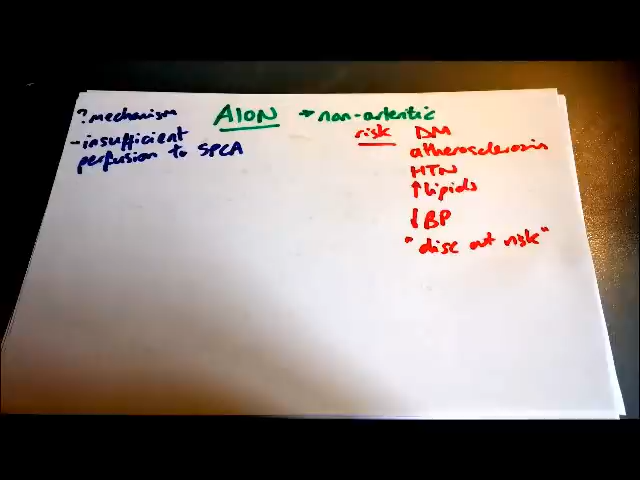 ? mechanism
- insufficient
perfusion to SPCA
AION → non-arteritic
risk DM
atherosclerosis
HTN
↑ lipids
↓ BP
"disc at risk"